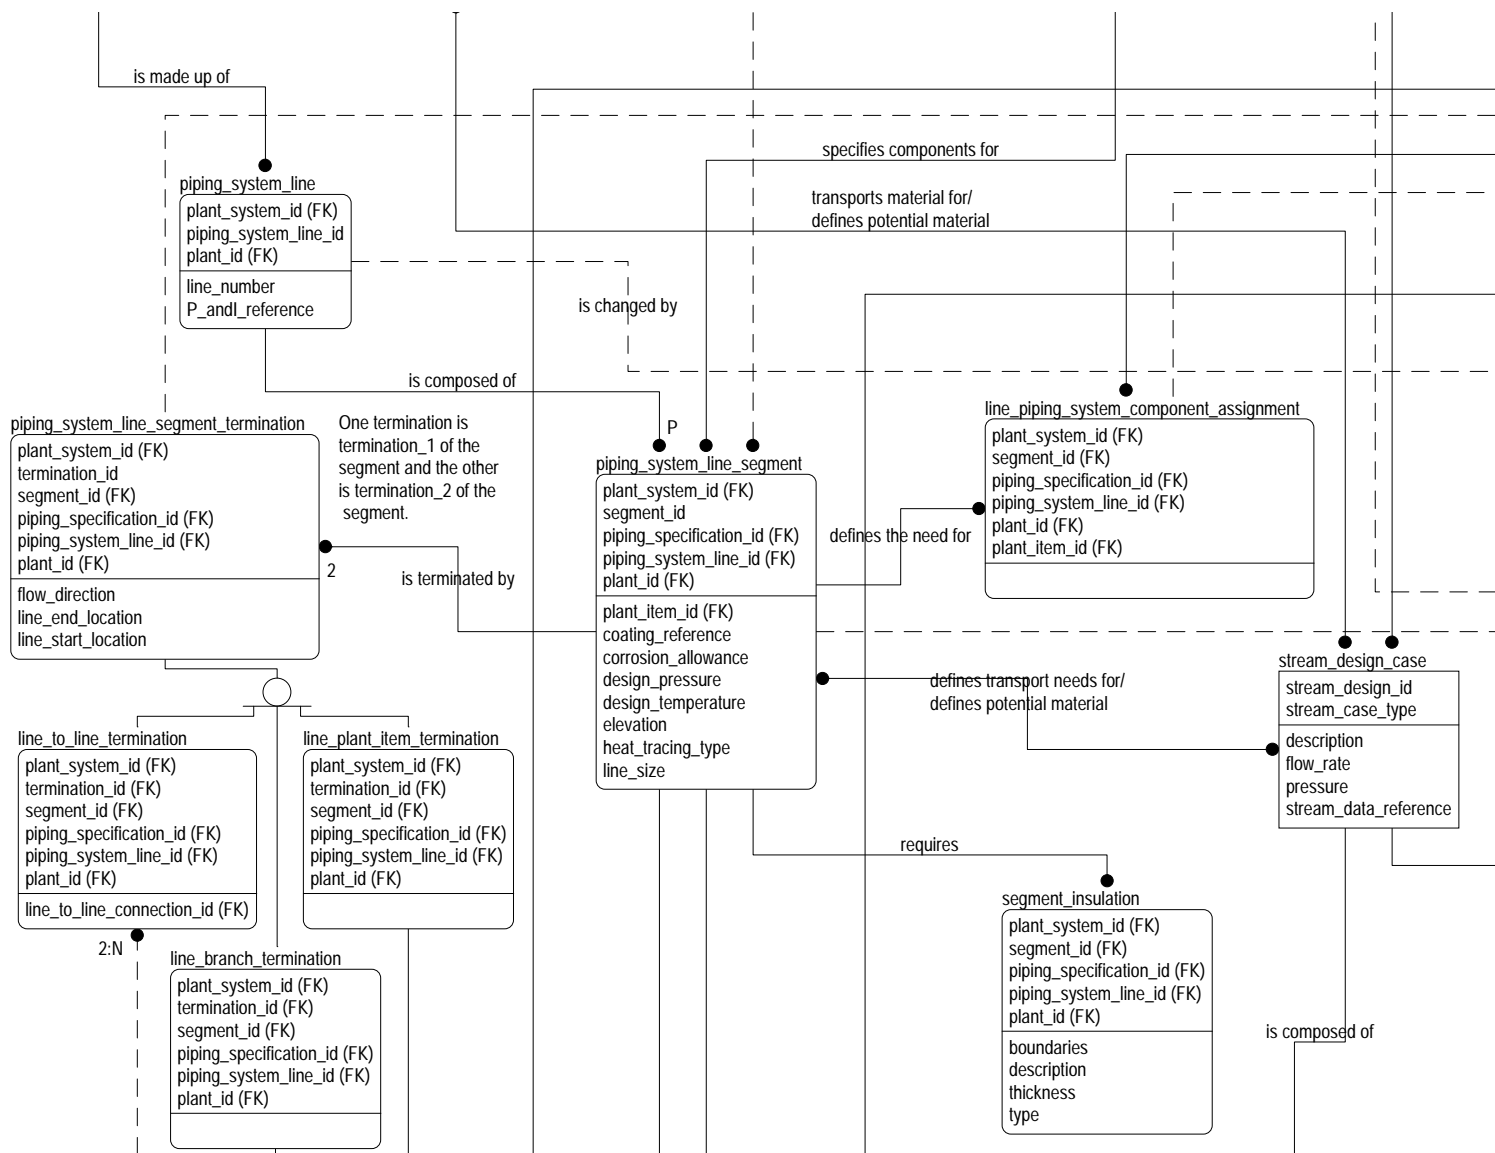 is made up of
piping_system_line
plant_system_id (FK)
piping_system_line_id
plant_id (FK)
line_number
P_andI_reference
specifies components for
transports material for/
defines potential material
is changed by
is composed of
piping_system_line_segment_termination
plant_system_id (FK)
termination_id
segment_id (FK)
piping_specification_id (FK)
piping_system_line_id (FK)
plant_id (FK)
flow_direction
line_end_location
line_start_location
One termination is
termination_1 of the
segment and the other
is termination_2 of the
segment.
2
is terminated by
P
piping_system_line_segment
plant_system_id (FK)
segment_id
piping_specification_id (FK)
piping_system_line_id (FK)
plant_id (FK)
plant_item_id (FK)
coating_reference
corrosion_allowance
design_pressure
design_temperature
elevation
heat_tracing_type
line_size
defines the need for
line_piping_system_component_assignment
plant_system_id (FK)
segment_id (FK)
piping_specification_id (FK)
piping_system_line_id (FK)
plant_id (FK)
plant_item_id (FK)
defines transport needs for/
defines potential material
stream_design_case
stream_design_id
stream_case_type
description
flow_rate
pressure
stream_data_reference
line_to_line_termination
plant_system_id (FK)
termination_id (FK)
segment_id (FK)
piping_specification_id (FK)
piping_system_line_id (FK)
plant_id (FK)
line_to_line_connection_id (FK)
2:N
line_plant_item_termination
plant_system_id (FK)
termination_id (FK)
segment_id (FK)
piping_specification_id (FK)
piping_system_line_id (FK)
plant_id (FK)
line_branch_termination
plant_system_id (FK)
termination_id (FK)
segment_id (FK)
piping_specification_id (FK)
piping_system_line_id (FK)
plant_id (FK)
requires
segment_insulation
plant_system_id (FK)
segment_id (FK)
piping_specification_id (FK)
piping_system_line_id (FK)
plant_id (FK)
boundaries
description
thickness
type
is composed of